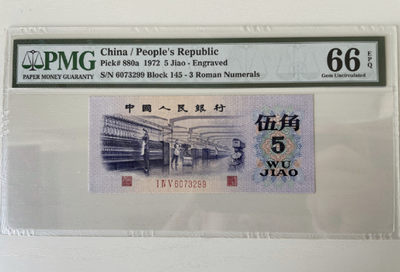 PMG
PAPER MONEY GUARANTY
China / People's Republic
Pick# 880a 1972 5 Jiao - Engraved
S/N 6073299 Block 145 - 3 Roman Numerals
66 EPQ
Gem Uncirculated
中國人民銀行
伍角
5
WU
JIAO
I IV V 6073299